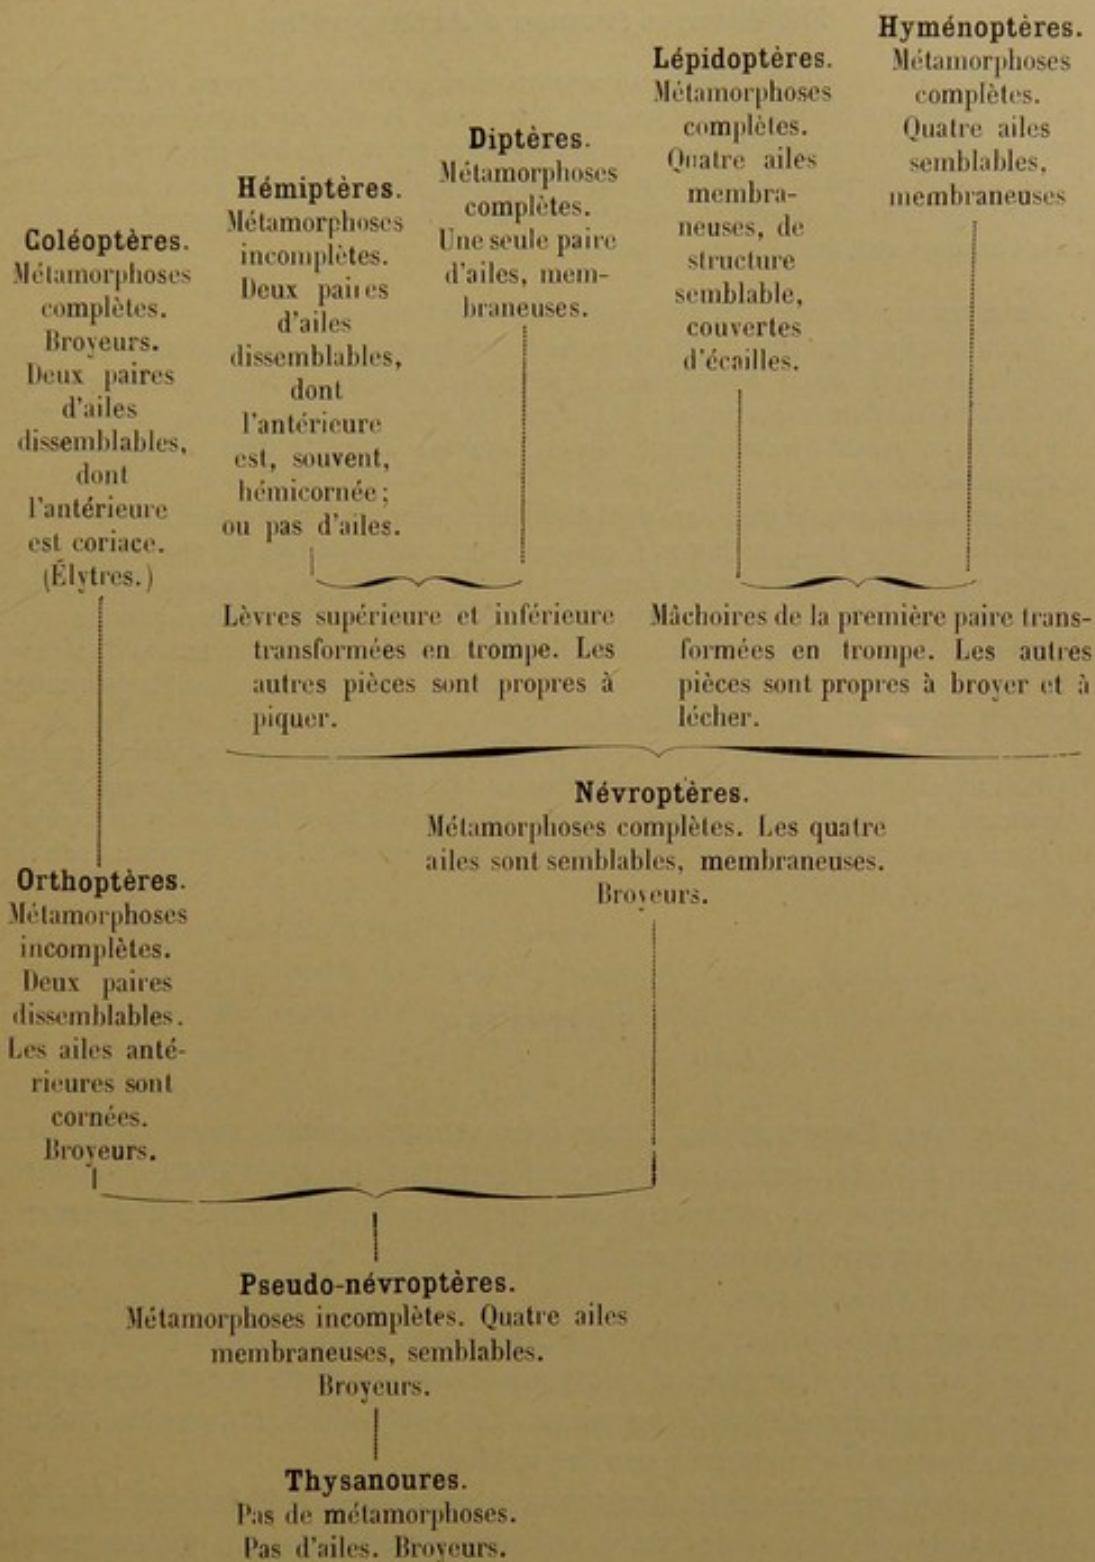 Hyménoptères.
Métamorphoses
complètes.
Quatre ailes
semblables,
membraneuses
Lépidoptères.
Métamorphoses
complètes.
Quatre ailes
membra-
neuses, de
structure
semblable,
couvertes
d'écailles.
Diptères.
Métamorphoses
complètes.
Une seule paire
d'ailes, mem-
braneuses.
Hémiptères.
Métamorphoses
incomplètes.
Deux paires
d'ailes
dissemblables,
dont
l'antérieure
est, souvent,
hémicornée;
ou pas d'ailes.
Coléoptères.
Métamorphoses
complètes.
Broyeurs.
Deux paires
d'ailes
dissemblables,
dont
l'antérieure
est coriace.
(Élytres.)
Lèvres supérieure et inférieure
transformées en trompe. Les
autres pièces sont propres à
piquer.
Mâchoires de la première paire trans-
formées en trompe. Les autres
pièces sont propres à broyer et à
lécher.
Névroptères.
Métamorphoses complètes. Les quatre
ailes sont semblables, membraneuses.
Broyeurs.
Orthoptères.
Métamorphoses
incomplètes.
Deux paires
dissemblables.
Les ailes anté-
rieures sont
cornées.
Broyeurs.
Pseudo-névroptères.
Métamorphoses incomplètes. Quatre ailes
membraneuses, semblables.
Broyeurs.
Thysanoures.
Pas de métamorphoses.
Pas d'ailes. Broyeurs.